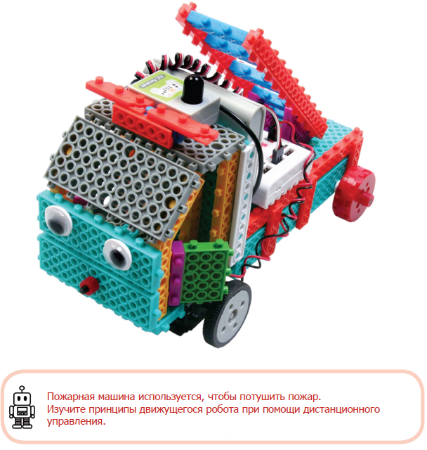 Пожарная машина используется, чтобы потушить пожар.
Изучите принципы движущегося робота при помощи дистанционного
управления.